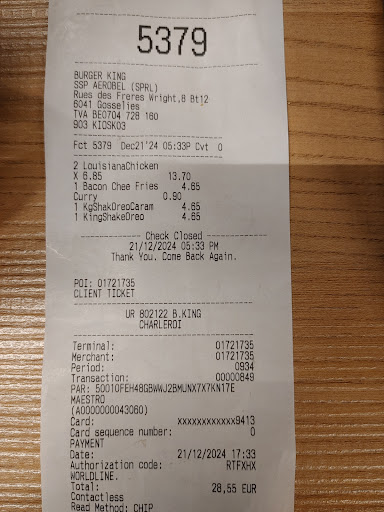 5379
BURGER KING
SSP AEROBEL (SPRL)
Rues des Freres Wright,8 Bt12
6041 Gosselies
TVA BE0704 728 160
903 KIOSKO3
Fct 5379 Dec21'24 05:33P Cvt 0
2 LouisianaChicken
X 6.85 13.70
1 Bacon Chee Fries 4.65
Curry 0.90
1 KgShakOreoCaram 4.65
1 KingShakeOreo 4.65
Check Closed
21/12/2024 05:33 PM
Thank You. Come Back Again.
POI: 01721735
CLIENT TICKET
UR 802122 B.KING
CHARLEROI
Terminal: 01721735
Merchant: 01721735
Period: 0934
Transaction: 00000849
PAR: 50010FEH48GBWWJ2BMUNX7X7KN17E
MAESTRO
(A0000000043060)
Card: xxxxxxxxxxxx9413
Card sequence number: 0
PAYMENT
Date: 21/12/2024 17:33
Authorization code: RTFXHX
WORLDLINE.
Total: 28,55 EUR
Contactless
Read Method: CHIP